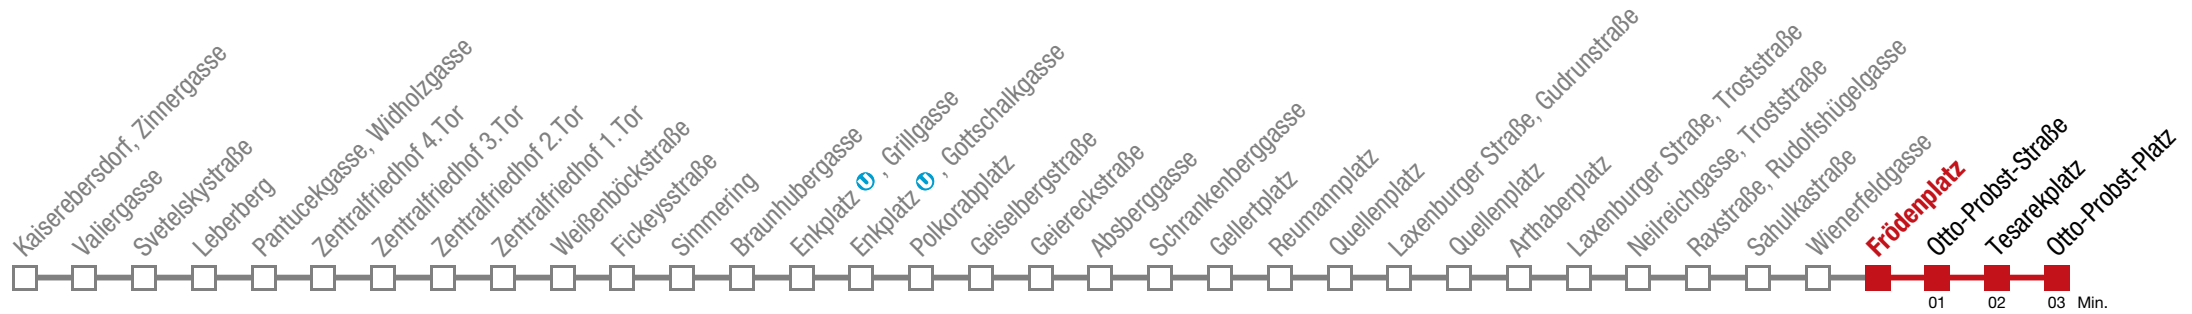 Kaiserebersdorf, Zinnergasse
Valiergasse
Svetelskystraße
Leberberg
Pantucekgasse, Widholzgasse
Zentralfriedhof 4.Tor
Zentralfriedhof 3.Tor
Zentralfriedhof 2.Tor
Zentralfriedhof 1.Tor
Weißenböckstraße
Fickeysstraße
Simmering
Braunhubergasse
Enkplatz U, Grillgasse
Enkplatz U, Gottschalkgasse
Polkorabplatz
Geiselbergstraße
Geiereckstraße
Absberggasse
Schrankenberggasse
Gellertplatz
Reumannplatz
Quellenplatz
Laxenburger Straße, Gudrunstraße
Quellenplatz
Arthaberplatz
Laxenburger Straße, Troststraße
Neilreichgasse, Troststraße
Raxstraße, Rudolfshügelgasse
Sahulkastraße
Wienerfeldgasse
Frödenplatz
Otto-Probst-Straße
Tesarekplatz
Otto-Probst-Platz
01 02 03 Min.